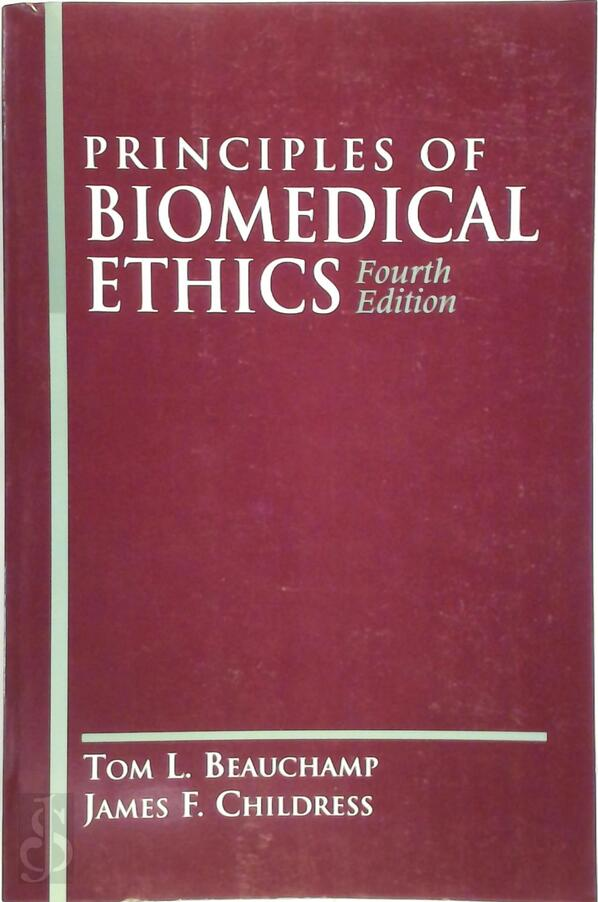 PRINCIPLES OF
BIOMEDICAL
ETHICS Fourth
Edition
TOM L. BEAUCHAMP
JAMES F. CHILDRESS